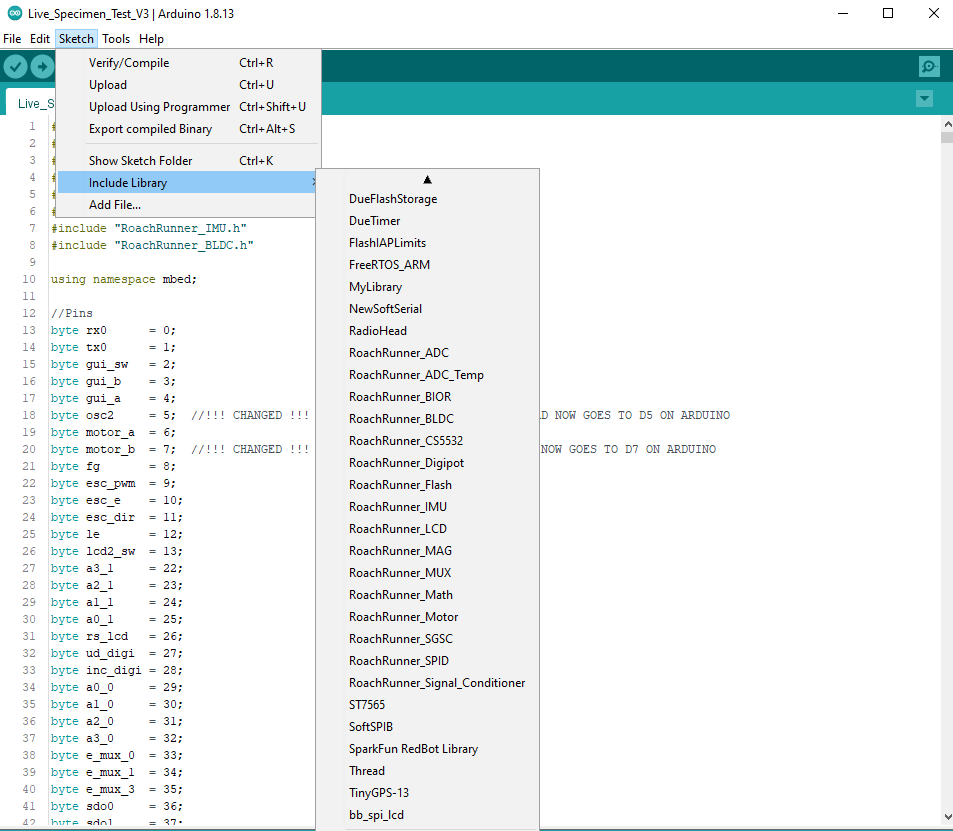 Live_Specimen_Test_V3 | Arduino 1.8.13
File Edit Sketch Tools Help
Verify/Compile Ctrl+R
Upload Ctrl+U
Upload Using Programmer Ctrl+Shift+U
Export compiled Binary Ctrl+Alt+S
Show Sketch Folder Ctrl+K
Include Library
Add File...
Live_S
1 #
2 #
3 #
4 #
5 #
6 #
7 #include "RoachRunner_IMU.h"
8 #include "RoachRunner_BLDC.h"
9
10 using namespace mbed;
11
12 //Pins
13 byte rx0 = 0;
14 byte tx0 = 1;
15 byte gui_sw = 2;
16 byte gui_b = 3;
17 byte gui_a = 4;
18 byte osc2 = 5; //!!! CHANGED !!! D NOW GOES TO D5 ON ARDUINO
19 byte motor_a = 6;
20 byte motor_b = 7; //!!! CHANGED !!! NOW GOES TO D7 ON ARDUINO
21 byte fg = 8;
22 byte esc_pwm = 9;
23 byte esc_e = 10;
24 byte esc_dir = 11;
25 byte le = 12;
26 byte lcd2_sw = 13;
27 byte a3_1 = 22;
28 byte a2_1 = 23;
29 byte a1_1 = 24;
30 byte a0_1 = 25;
31 byte rs_lcd = 26;
32 byte ud_digi = 27;
33 byte inc_digi = 28;
34 byte a0_0 = 29;
35 byte a1_0 = 30;
36 byte a2_0 = 31;
37 byte a3_0 = 32;
38 byte e_mux_0 = 33;
39 byte e_mux_1 = 34;
40 byte e_mux_3 = 35;
41 byte sdo0 = 36;
42 byte sdo1 = 37;
DueFlashStorage
DueTimer
FlashIAPLimits
FreeRTOS_ARM
MyLibrary
NewSoftSerial
RadioHead
RoachRunner_ADC
RoachRunner_ADC_Temp
RoachRunner_BIOR
RoachRunner_BLDC
RoachRunner_CS5532
RoachRunner_Digipot
RoachRunner_Flash
RoachRunner_IMU
RoachRunner_LCD
RoachRunner_MAG
RoachRunner_MUX
RoachRunner_Math
RoachRunner_Motor
RoachRunner_SGSC
RoachRunner_SPID
RoachRunner_Signal_Conditioner
ST7565
SoftSPIB
SparkFun RedBot Library
Thread
TinyGPS-13
bb_spi_lcd